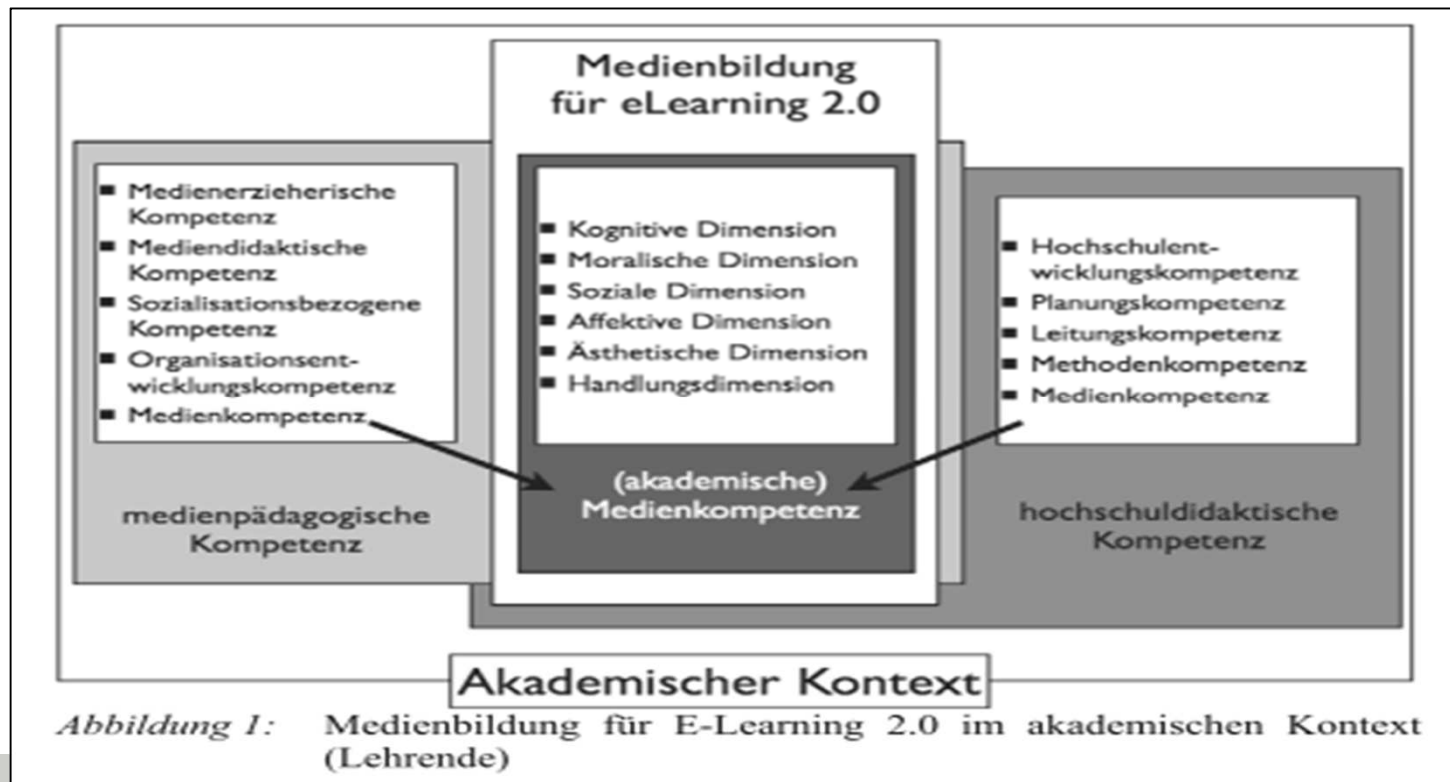 Medienbildung
für eLearning 2.0
■ Medienerzieherische
Kompetenz
■ Mediendidaktische
Kompetenz
■ Sozialisationsbezogene
Kompetenz
■ Organisationsent-
wicklungskompetenz
■ Medienkompetenz
medienpädagogische
Kompetenz
■ Kognitive Dimension
■ Moralische Dimension
■ Soziale Dimension
■ Affektive Dimension
■ Ästhetische Dimension
■ Handlungsdimension
(akademische)
Medienkompetenz
■ Hochschulent-
wicklungskompetenz
■ Planungskompetenz
■ Leitungskompetenz
■ Methodenkompetenz
■ Medienkompetenz
hochschuldidaktische
Kompetenz
Akademischer Kontext
Abbildung 1: Medienbildung für E-Learning 2.0 im akademischen Kontext
(Lehrende)